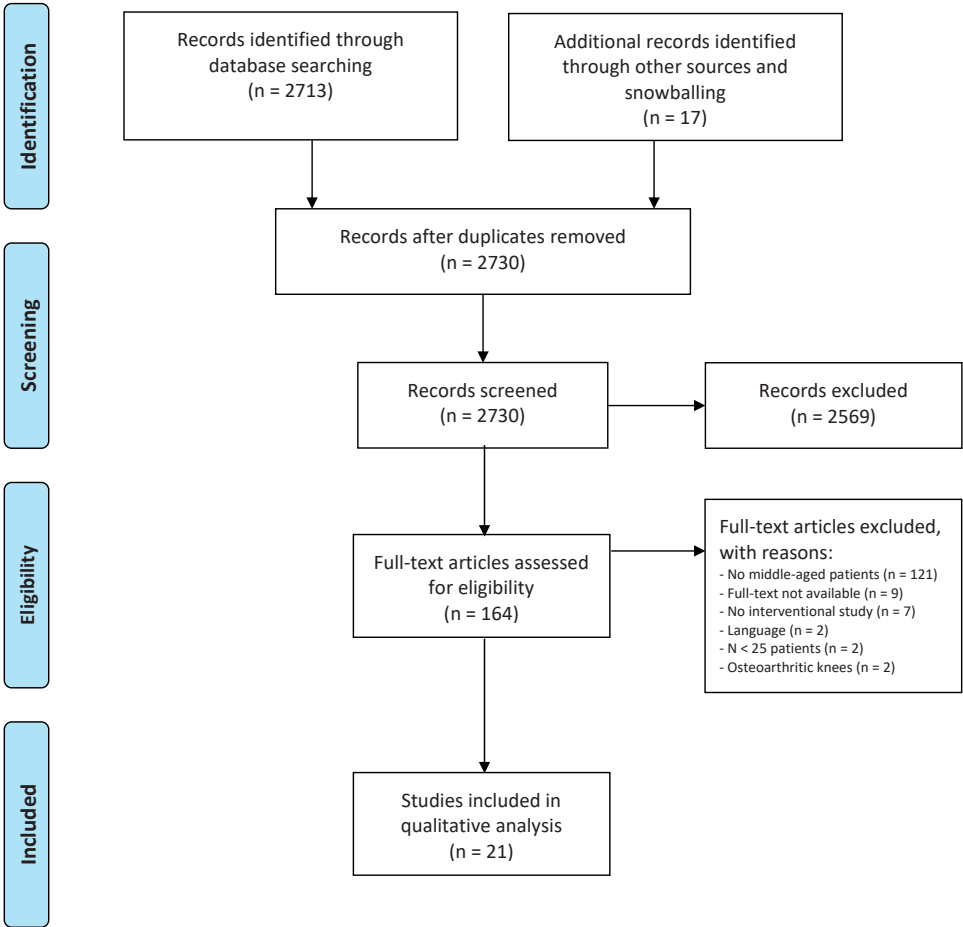 Identification
Records identified through
database searching
(n = 2713)
Additional records identified
through other sources and
snowballing
(n = 17)
Records after duplicates removed
(n = 2730)
Screening
Records screened
(n = 2730)
Records excluded
(n = 2569)
Eligibility
Full-text articles assessed
for eligibility
(n = 164)
Full-text articles excluded,
with reasons:
- No middle-aged patients (n = 121)
- Full-text not available (n = 9)
- No interventional study (n = 7)
- Language (n = 2)
- N < 25 patients (n = 2)
- Osteoarthritic knees (n = 2)
Included
Studies included in
qualitative analysis
(n = 21)